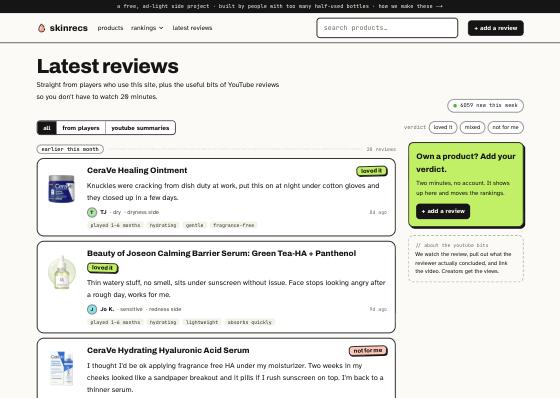 a free, ad-light side project · built by people with too many half-used bottles · how we make these ⟶
skinrecs
products
rankings
latest reviews
search products...
+ add a review
Latest reviews
Straight from players who use this site, plus the useful bits of YouTube reviews
so you don't have to watch 20 minutes.
6059 new this week
all
from players
youtube summaries
verdict
loved it
mixed
not for me
earlier this month
20 reviews
CeraVe Healing Ointment
loved it
Knuckles were cracking from dish duty at work, put this on at night under cotton gloves and
they closed up in a few days.
T
TJ · dry · dryness side
8d ago
played 1–6 months
hydrating
gentle
fragrance-free
Beauty of Joseon Calming Barrier Serum: Green Tea-HA + Panthenol
loved it
Thin watery stuff, no smell, sits under sunscreen without issue. Face stops looking angry after
a rough day, works for me.
J
Jo K. · sensitive · redness side
9d ago
played 1–6 months
hydrating
lightweight
absorbs quickly
CeraVe Hydrating Hyaluronic Acid Serum
not for me
I thought I'd be ok applying fragrance free HA under my moisturizer. Two weeks in my
cheeks looked like a sandpaper breakout and it pills if I rush sunscreen on top. I'm back to a
thinner serum.
Own a product? Add your
verdict.
Two minutes, no account. It shows
up here and moves the rankings.
+ add a review
// about the youtube bits
We watch the review, pull out what the
reviewer actually concluded, and link
the video. Creators get the views.